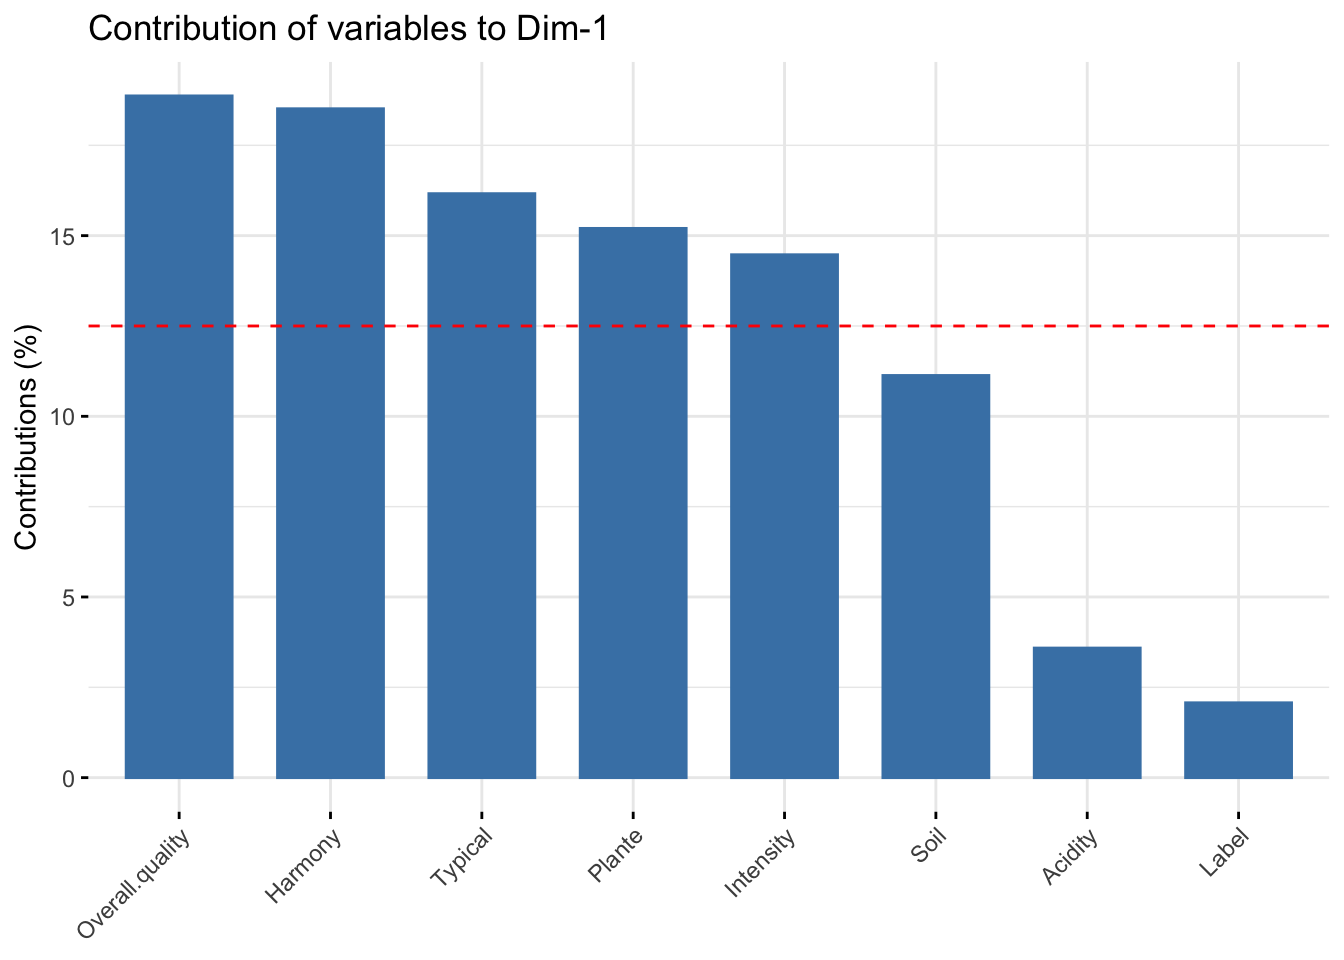 Contribution of variables to Dim-1
Contributions (%)
15
10
5
0
Overall.quality
Harmony
Typical
Plante
Intensity
Soil
Acidity
Label